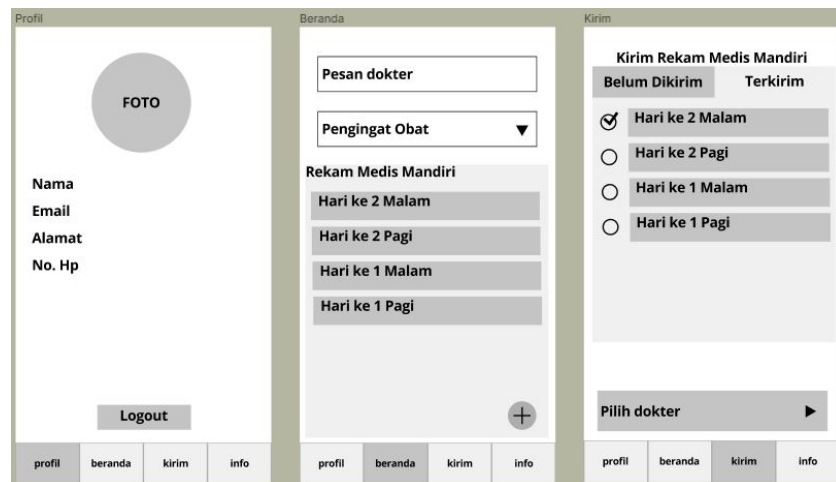 Profil
FOTO
Nama
Email
Alamat
No. Hp
Logout
profil beranda kirim info
Beranda
Pesan dokter
Pengingat Obat
Rekam Medis Mandiri
Hari ke 2 Malam
Hari ke 2 Pagi
Hari ke 1 Malam
Hari ke 1 Pagi
profil beranda kirim info
Kirim
Kirim Rekam Medis Mandiri
Belum Dikirim Terkirim
Hari ke 2 Malam
Hari ke 2 Pagi
Hari ke 1 Malam
Hari ke 1 Pagi
Pilih dokter
profil beranda kirim info